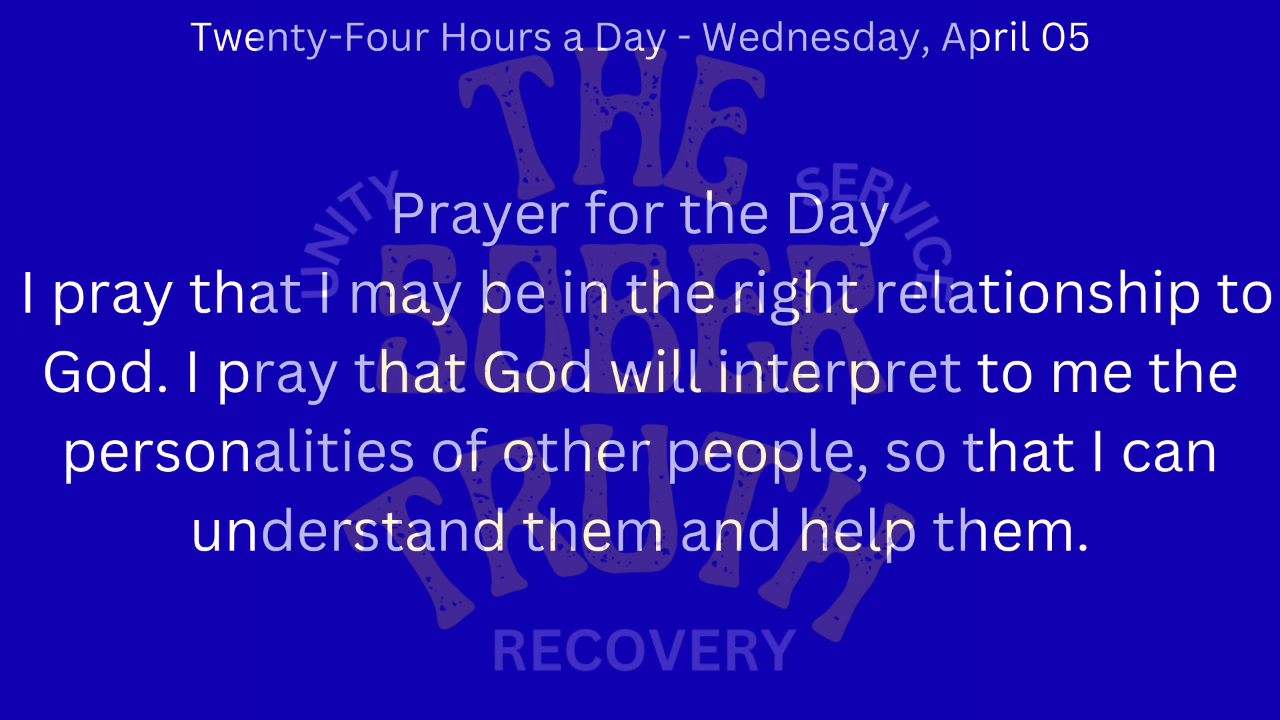 Twenty-Four Hours a Day - Wednesday, April 05
THE
UNITY
SERVICE
Prayer for the Day
SOBER
I pray that I may be in the right relationship to
God. I pray that God will interpret to me the
personalities of other people, so that I can
TRUTH
understand them and help them.
RECOVERY